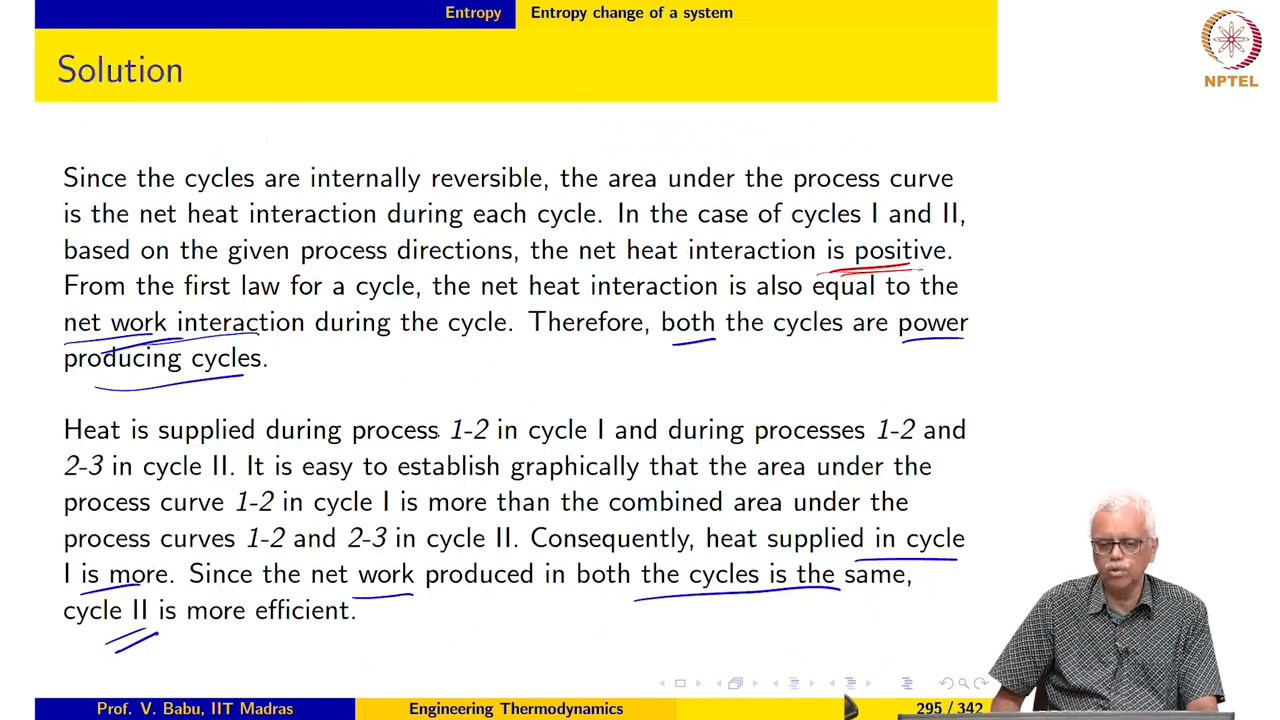 Entropy Entropy change of a system
NPTEL
Solution
Since the cycles are internally reversible, the area under the process curve
is the net heat interaction during each cycle. In the case of cycles I and II,
based on the given process directions, the net heat interaction is positive.
From the first law for a cycle, the net heat interaction is also equal to the
net work interaction during the cycle. Therefore, both the cycles are power
producing cycles.
Heat is supplied during process 1-2 in cycle I and during processes 1-2 and
2-3 in cycle II. It is easy to establish graphically that the area under the
process curve 1-2 in cycle I is more than the combined area under the
process curves 1-2 and 2-3 in cycle II. Consequently, heat supplied in cycle
I is more. Since the net work produced in both the cycles is the same,
cycle II is more efficient.
Prof. V. Babu, IIT Madras Engineering Thermodynamics 295 / 342